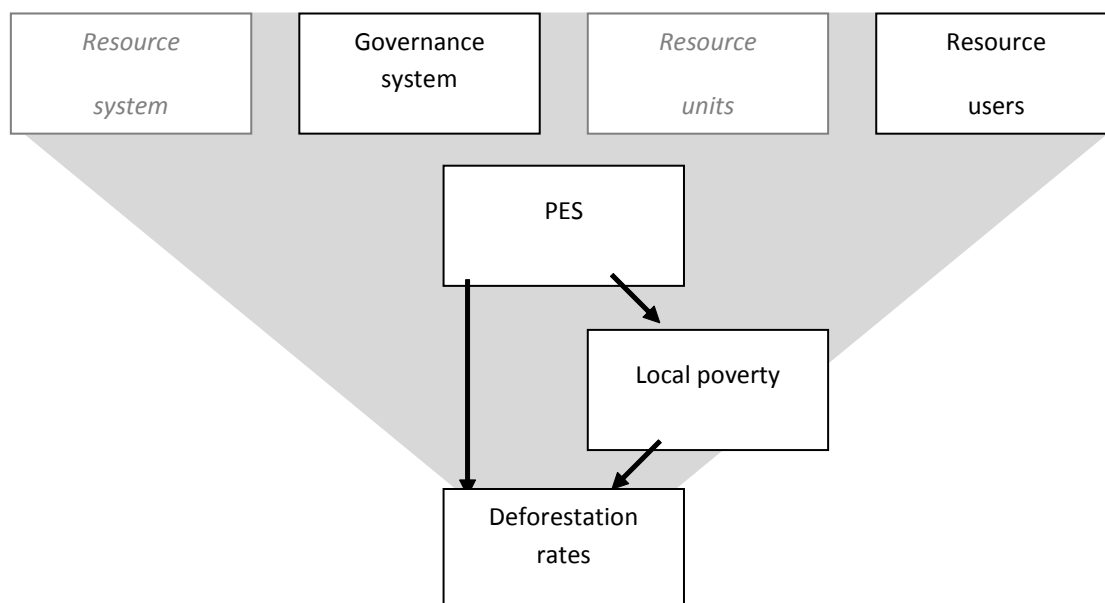 Resource
system
Governance
system
Resource
units
Resource
users
PES
Local poverty
Deforestation
rates